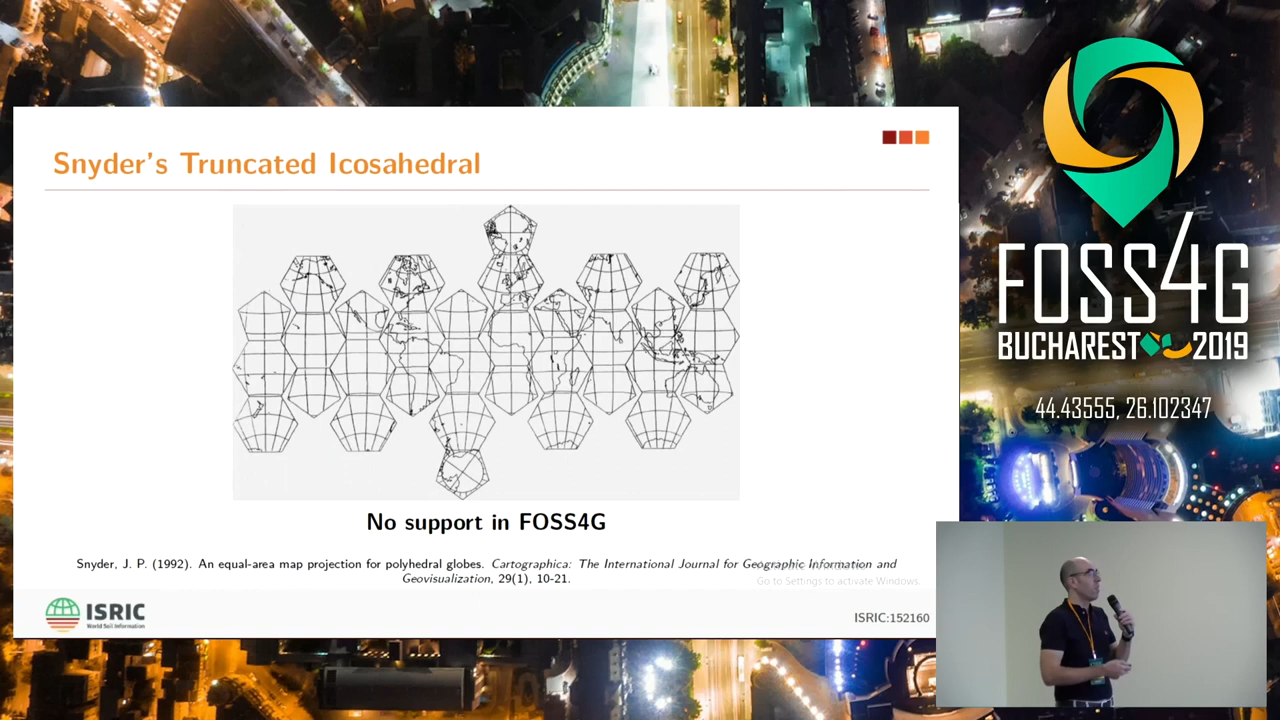 Snyder's Truncated Icosahedral
No support in FOSS4G
Snyder, J. P. (1992). An equal-area map projection for polyhedral globes. Cartographica: The International Journal for Geographic Information and
Geovisualization, 29(1), 10-21.
Go to Settings to activate Windows.
ISRIC
World Soil Information
ISRIC:152160
FOSS4G
BUCHAREST 2019
44.43555, 26.102347